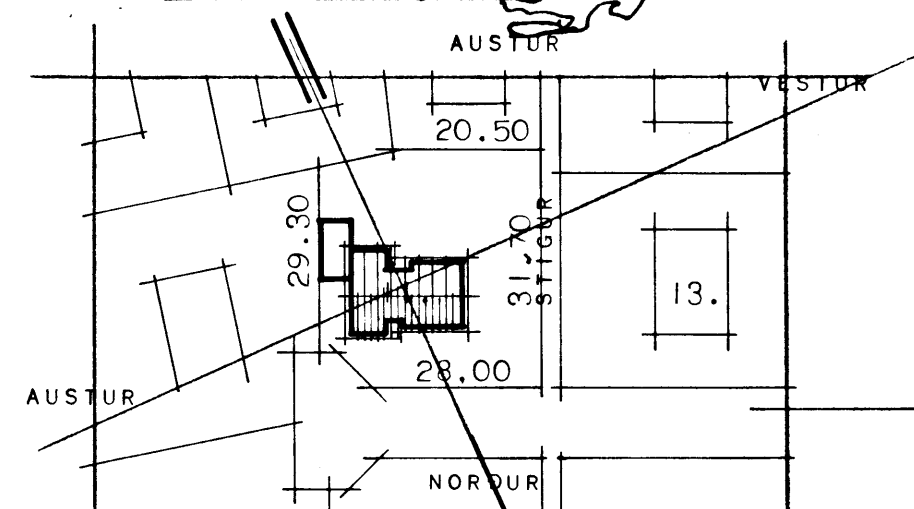 AUSTUR
VESTUR
20.50
29.30
31.70
STIGUR
13.
28.00
AUSTUR
NORDUR